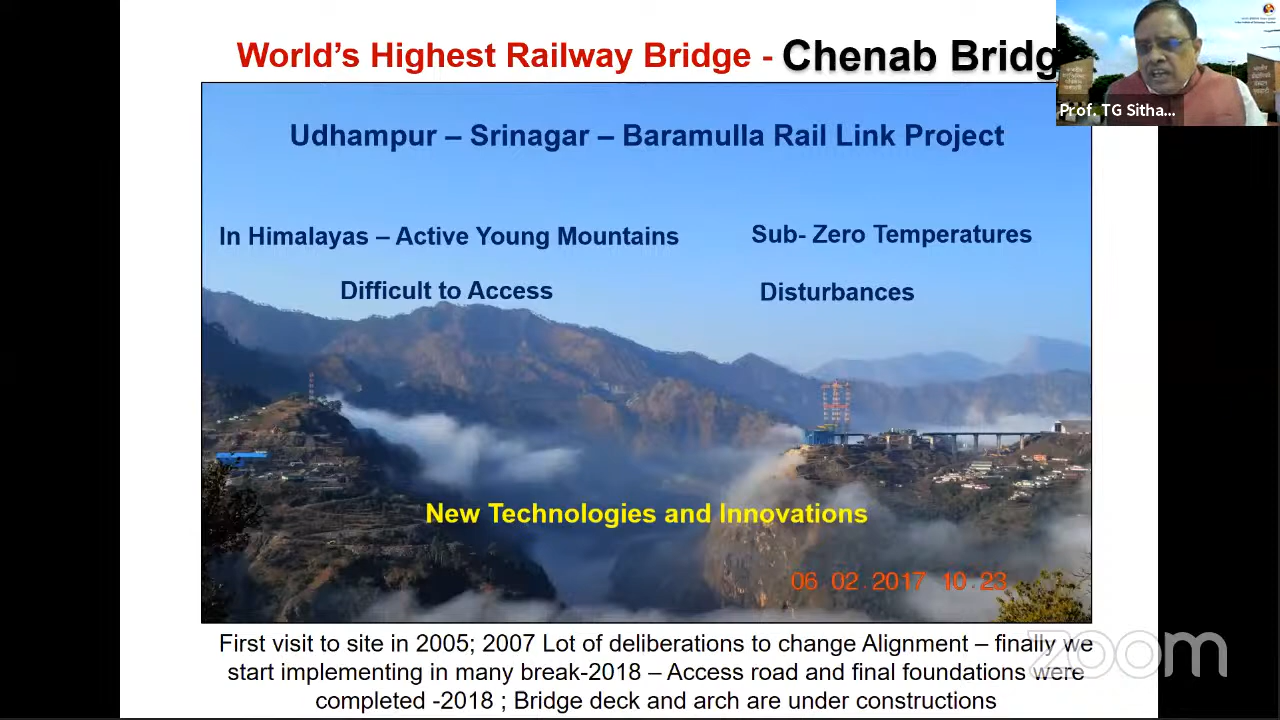 World's Highest Railway Bridge - Chenab Bridg
Prof. TG Sitha...
Udhampur – Srinagar – Baramulla Rail Link Project
In Himalayas – Active Young Mountains
Sub- Zero Temperatures
Difficult to Access
Disturbances
New Technologies and Innovations
06.02.2017 10:23
First visit to site in 2005; 2007 Lot of deliberations to change Alignment – finally we
start implementing in many break-2018 – Access road and final foundations were
completed -2018 ; Bridge deck and arch are under constructions
zoom